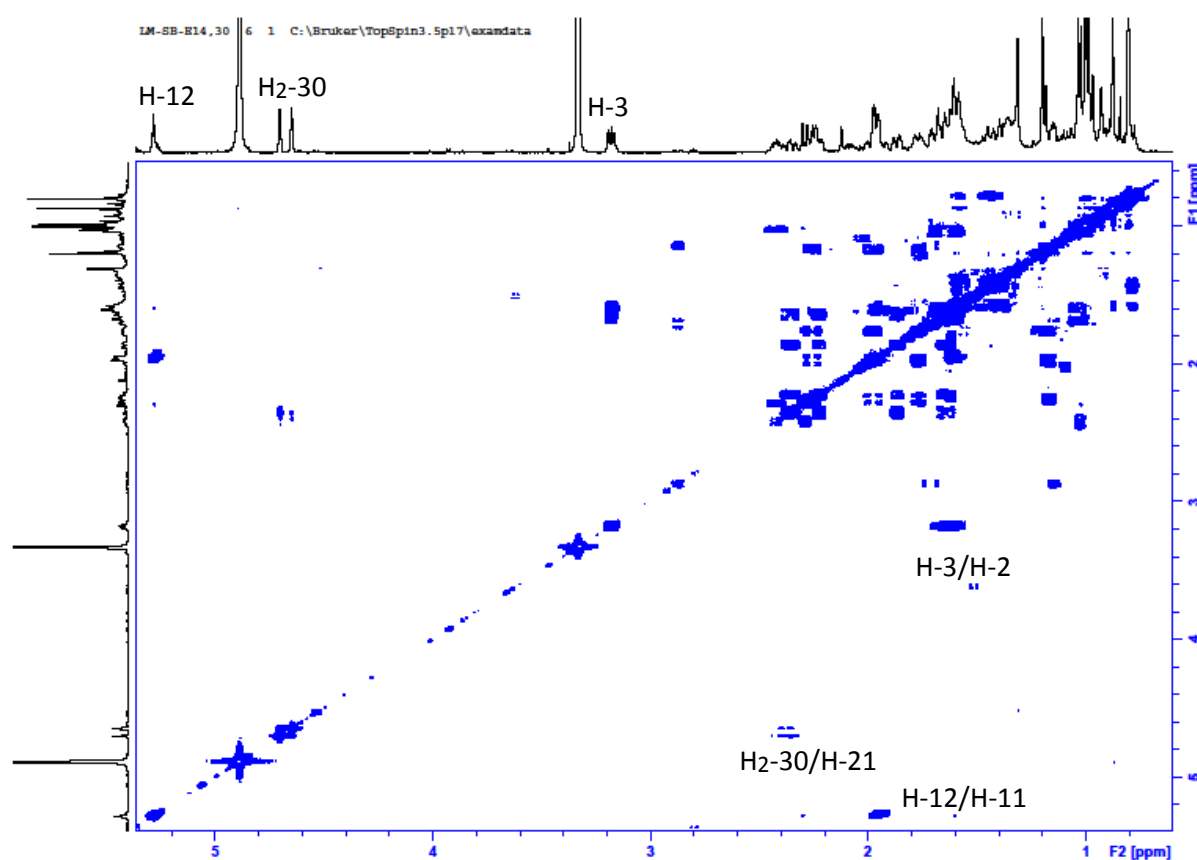 LM-SB-E14,30 6 1 C:\Bruker\TopSpin3.5pl7\examdata
H-12
H2-30
H-3
F1 [ppm]
2
3
4
5
H-3/H-2
H2-30/H-21
H-12/H-11
5
4
3
2
1
F2 [ppm]